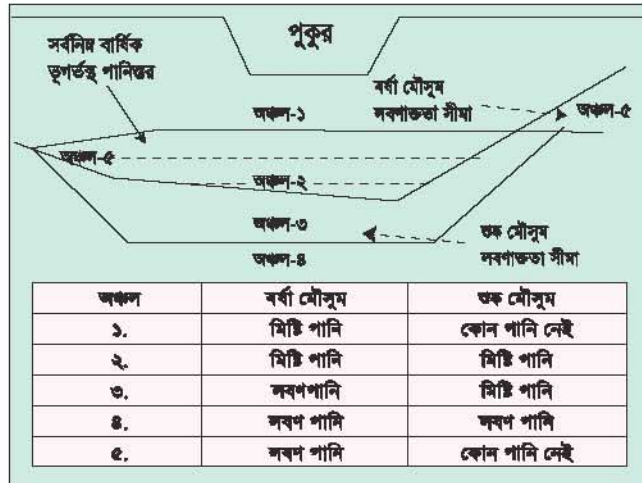 পুকুর
সর্বনিম্ন বার্ষিক
ভূগর্ভস্থ পানিস্তর
বর্ষা মৌসুম
লবণাক্ততা সীমা
অঞ্চল-১
অঞ্চল-৫
অঞ্চল-৫
অঞ্চল-২
অঞ্চল-৩
শুষ্ক মৌসুম
লবণাক্ততা সীমা
অঞ্চল-৪
অঞ্চল বর্ষা মৌসুম শুষ্ক মৌসুম
১. মিষ্টি পানি কোন পানি নেই
২. মিষ্টি পানি মিষ্টি পানি
৩. লবণপানি মিষ্টি পানি
৪. লবণ পানি লবণ পানি
৫. লবণ পানি কোন পানি নেই